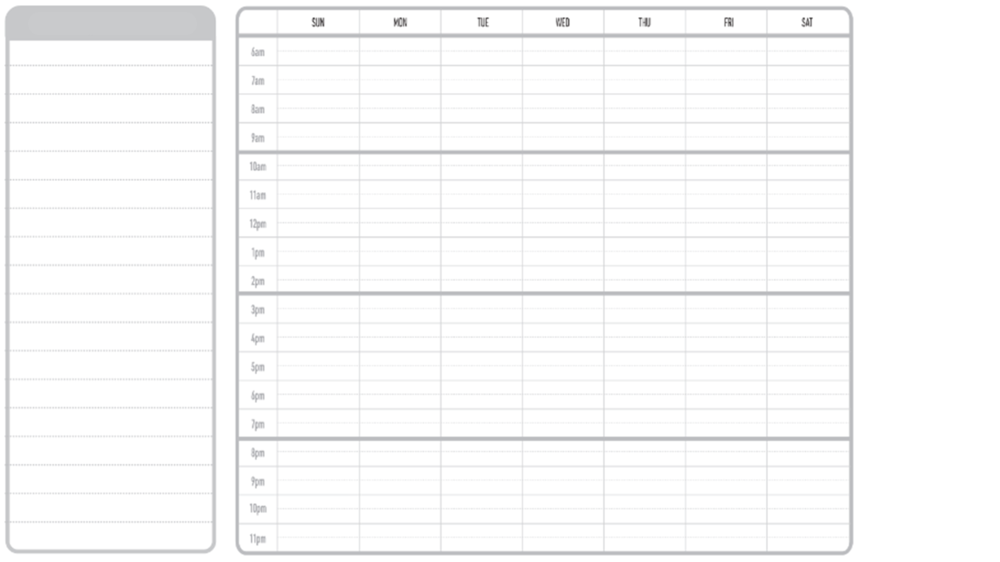 SUN MON TUE WED THU FRI SAT
6am
7am
8am
9am
10am
11am
12pm
1pm
2pm
3pm
4pm
5pm
6pm
7pm
8pm
9pm
10pm
11pm